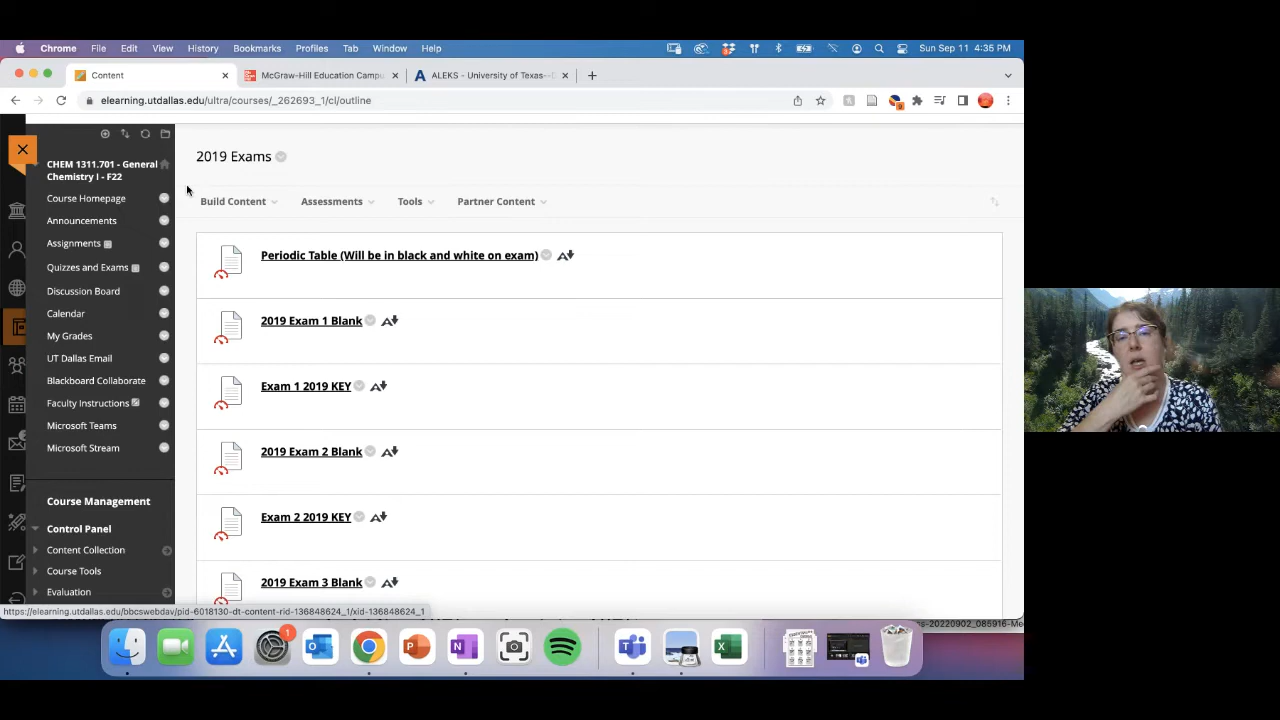 Chrome File Edit View History Bookmarks Profiles Tab Window Help Sun Sep 11 4:35 PM
Content McGraw-Hill Education Campu ALEKS - University of Texas--D
elearning.utdallas.edu/ultra/courses/_262693_1/cl/outline
CHEM 1311.701 - General
Chemistry I - F22
Course Homepage
Announcements
Assignments
Quizzes and Exams
Discussion Board
Calendar
My Grades
UT Dallas Email
Blackboard Collaborate
Faculty Instructions
Microsoft Teams
Microsoft Stream
Course Management
Control Panel
Content Collection
Course Tools
Evaluation
2019 Exams
Build Content Assessments Tools Partner Content
Periodic Table (Will be in black and white on exam)
2019 Exam 1 Blank
Exam 1 2019 KEY
2019 Exam 2 Blank
Exam 2 2019 KEY
2019 Exam 3 Blank
https://elearning.utdallas.edu/bbcswebdav/pid-6018130-dt-content-rid-136848624_1/xid-136848624_1
s-20220902_085916-Me
1